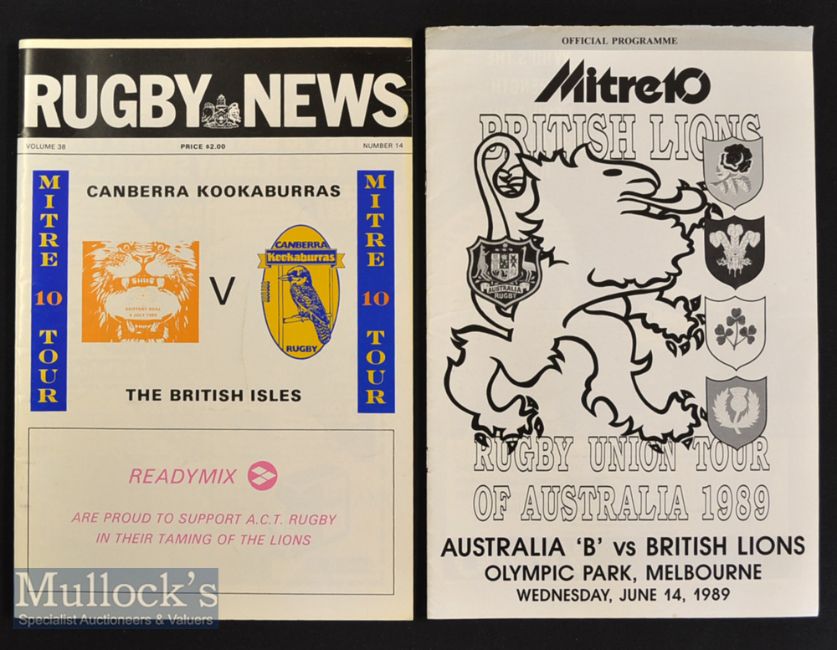 RUGBY NEWS
VOLUME 38 PRICE $2.00 NUMBER 14
MITRE 10 TOUR
CANBERRA KOOKABURRAS
MITRE 10 TOUR
V
CANBERRA
Kookaburras
RUGBY
THE BRITISH ISLES
READYMIX
ARE PROUD TO SUPPORT A.C.T. RUGBY
IN THEIR TAMING OF THE LIONS
Mullock's
Specialist Auctioneers & Valuers
OFFICIAL PROGRAMME
Mitre10
BRITISH LIONS
AUSTRALIA
RUGBY
RUGBY UNION TOUR
OF AUSTRALIA 1989
AUSTRALIA 'B' vs BRITISH LIONS
OLYMPIC PARK, MELBOURNE
WEDNESDAY, JUNE 14, 1989